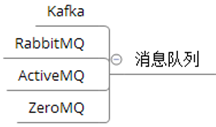 Kafka
RabbitMQ
消息队列
ActiveMQ
ZeroMQ